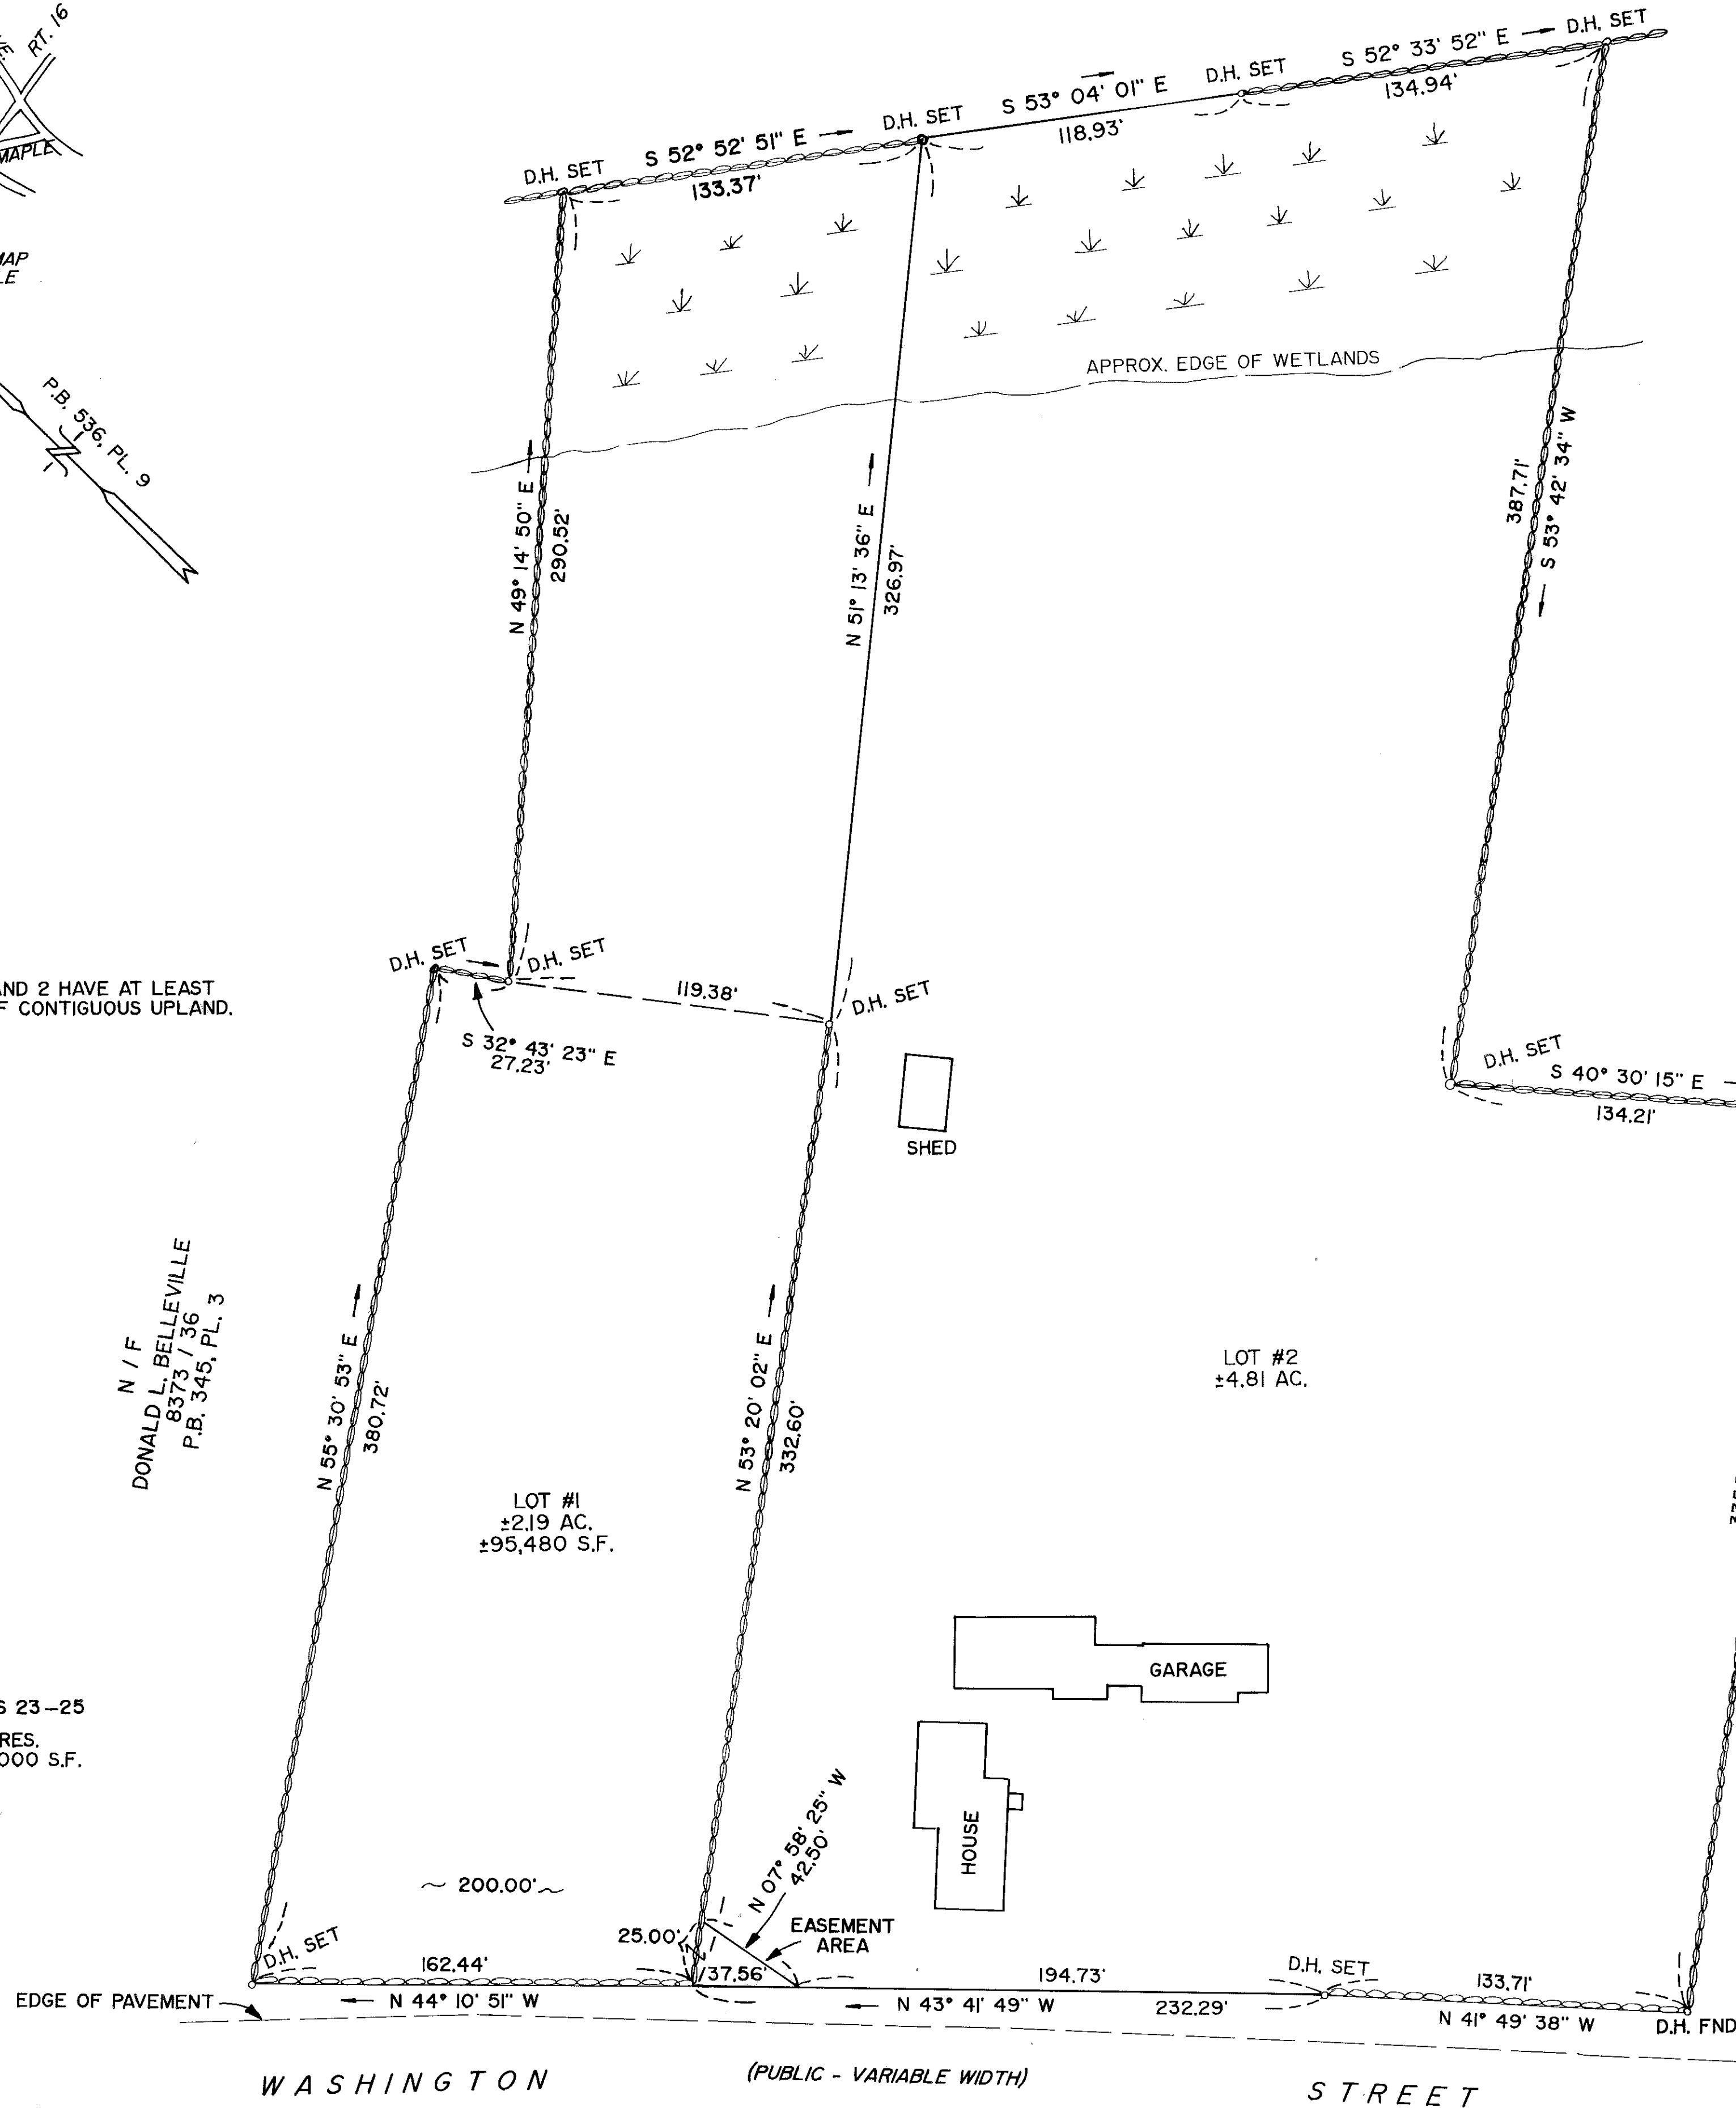 RT. 16
MAPLE
P.B. 536, PL. 9
D.H. SET
S 52° 52' 51" E
133.37'
D.H. SET
S 53° 04' 01" E
118.93'
D.H. SET
S 52° 33' 52" E
134.94'
D.H. SET
APPROX. EDGE OF WETLANDS
N 49° 14' 50" E
290.52'
N 51° 13' 36" E
326.97'
387.71'
S 53° 42' 34" W
AND 2 HAVE AT LEAST
F CONTIGUOUS UPLAND.
D.H. SET
D.H. SET
119.38'
D.H. SET
S 32° 43' 23" E
27.23'
SHED
D.H. SET
S 40° 30' 15" E
134.21'
N / F
DONALD L. BELLEVILLE
8373 / 36
P.B. 345, PL. 3
N 55° 30' 53" E
380.72'
N 53° 20' 02" E
332.60'
LOT #1
±2.19 AC.
±95,480 S.F.
LOT #2
±4.81 AC.
GARAGE
HOUSE
S 23-25
RES.
000 S.F.
200.00'
N 07° 58' 25" W
42.50'
EASEMENT
AREA
25.00'
37.56'
D.H. SET
162.44'
N 44° 10' 51" W
EDGE OF PAVEMENT
194.73'
N 43° 41' 49" W
232.29'
D.H. SET
133.71'
N 41° 49' 38" W
D.H. FND
WASHINGTON
(PUBLIC - VARIABLE WIDTH)
STREET